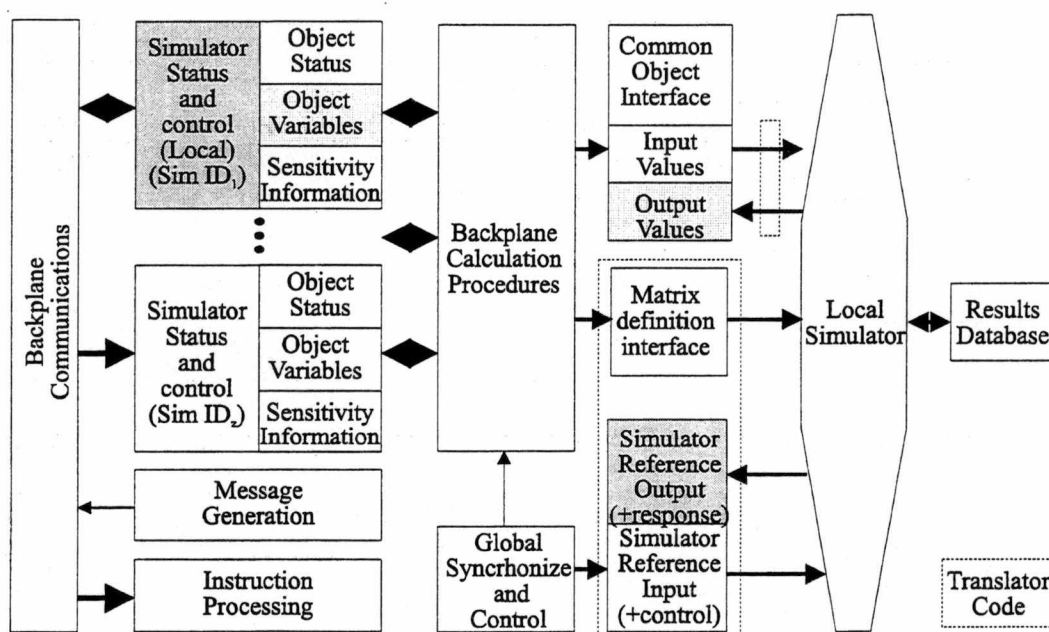 Backplane
Communications
Simulator
Status
and
control
(Local)
(Sim ID₁)
Object
Status
Object
Variables
Sensitivity
Information
Simulator
Status
and
control
(Sim ID_z)
Object
Status
Object
Variables
Sensitivity
Information
Message
Generation
Instruction
Processing
Backplane
Calculation
Procedures
Global
Syncrhonize
and
Control
Common
Object
Interface
Input
Values
Output
Values
Matrix
definition
interface
Simulator
Reference
Output
(+response)
Simulator
Reference
Input
(+control)
Local
Simulator
Results
Database
Translator
Code